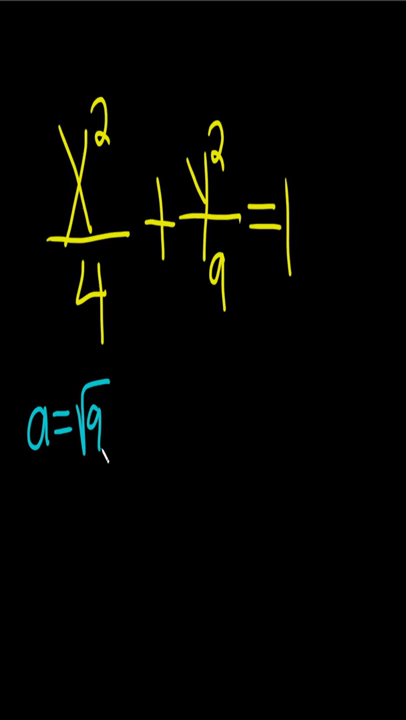 x²/4 + y²/9 = 1
a = √9